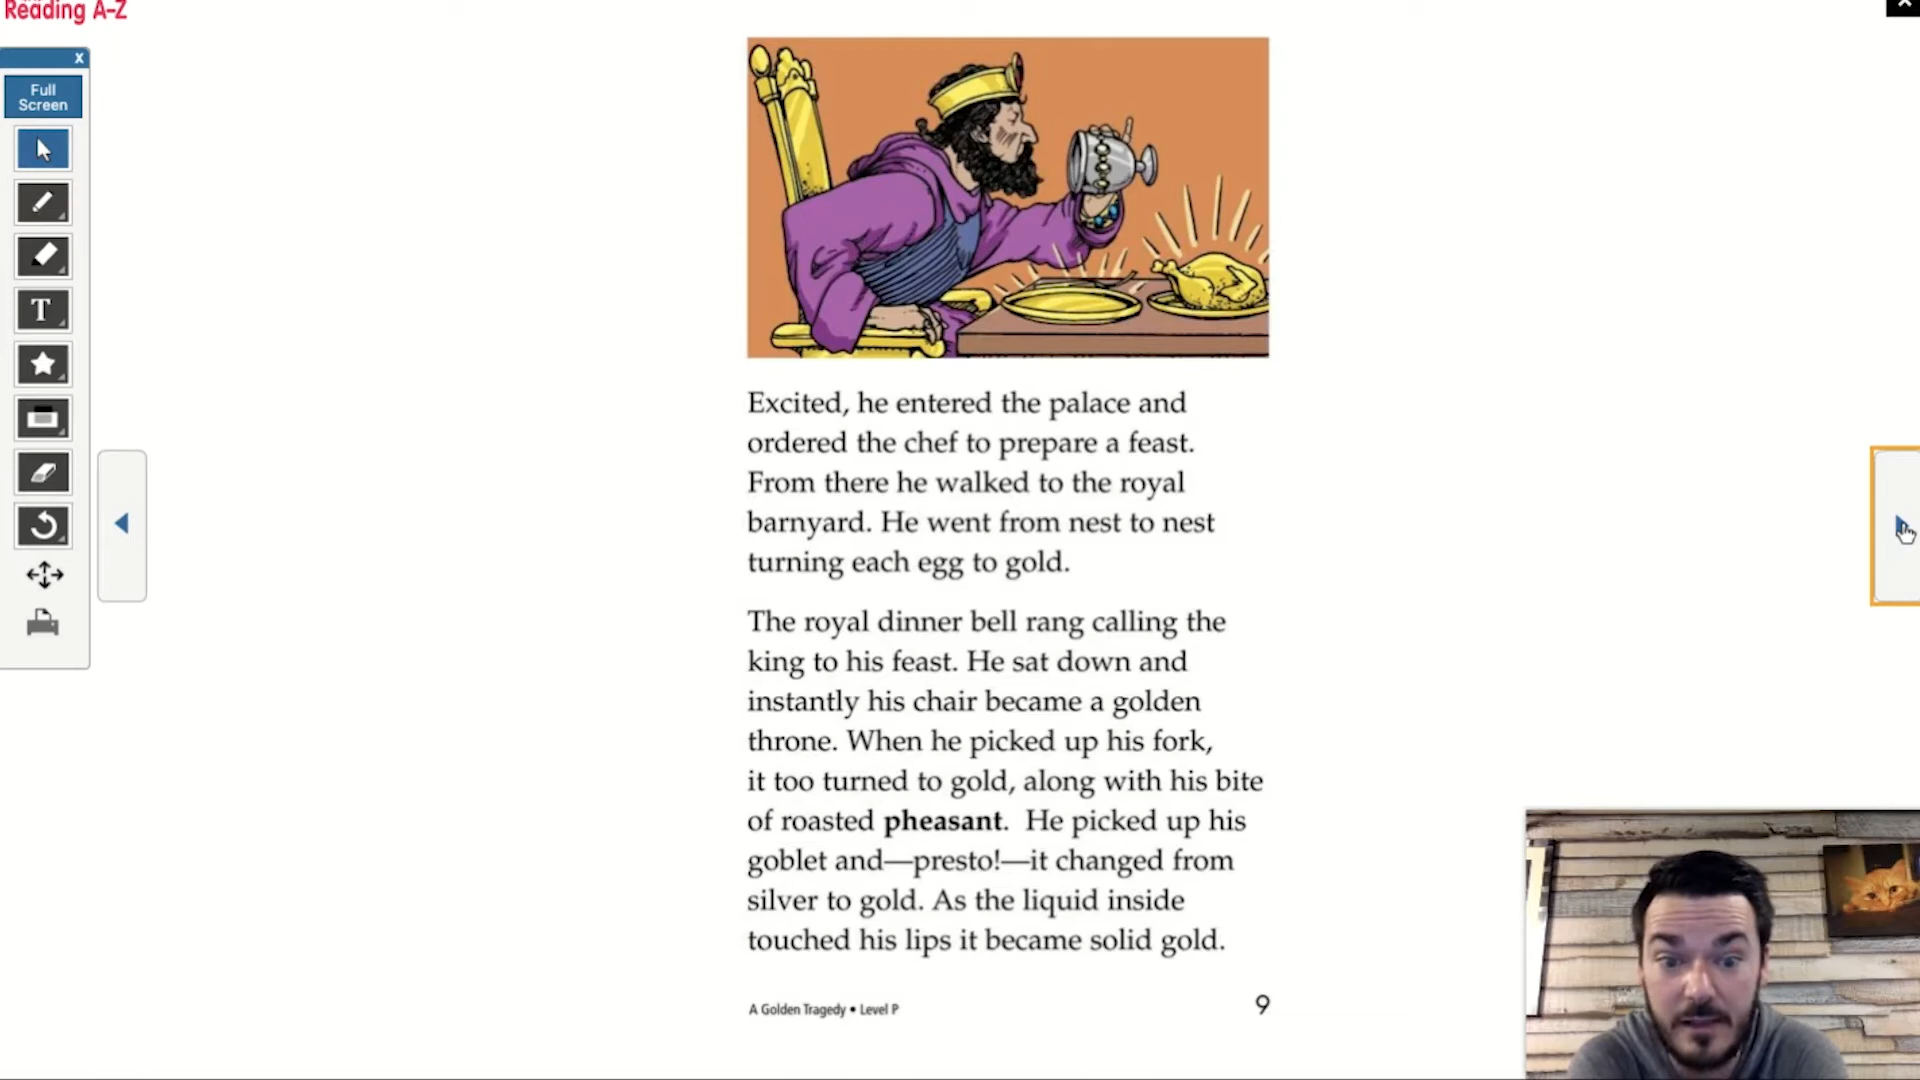 Reading A-Z
x
Full
Screen
T
Excited, he entered the palace and
ordered the chef to prepare a feast.
From there he walked to the royal
barnyard. He went from nest to nest
turning each egg to gold.
The royal dinner bell rang calling the
king to his feast. He sat down and
instantly his chair became a golden
throne. When he picked up his fork,
it too turned to gold, along with his bite
of roasted pheasant. He picked up his
goblet and—presto!—it changed from
silver to gold. As the liquid inside
touched his lips it became solid gold.
A Golden Tragedy • Level P
9